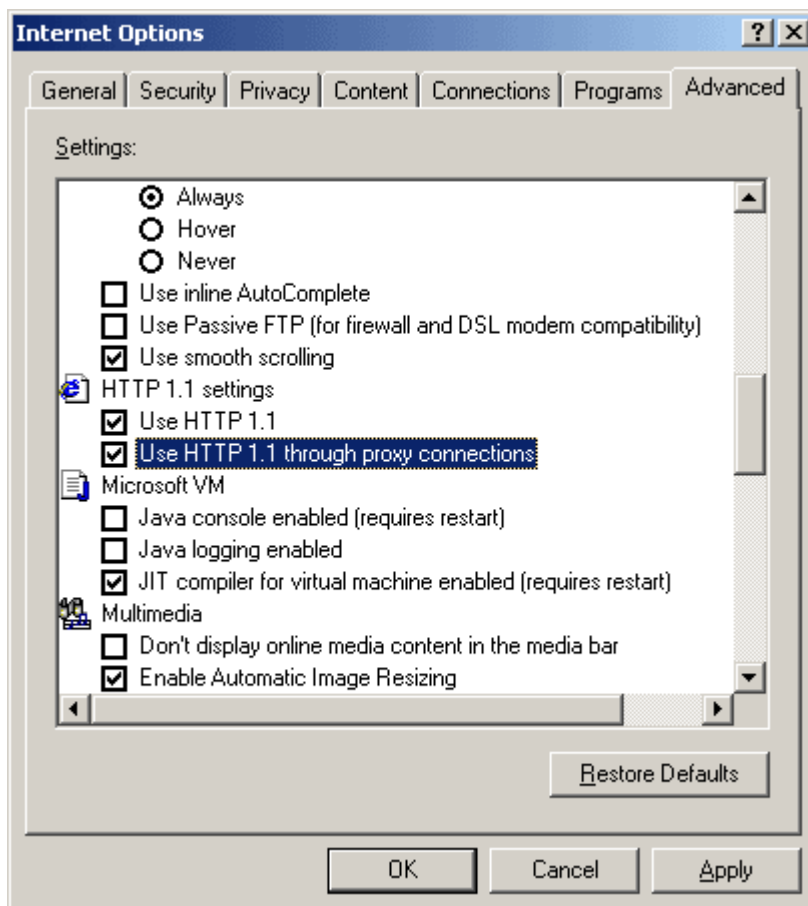 Internet Options
General Security Privacy Content Connections Programs Advanced
Settings:
Always
Hover
Never
Use inline AutoComplete
Use Passive FTP (for firewall and DSL modem compatibility)
Use smooth scrolling
HTTP 1.1 settings
Use HTTP 1.1
Use HTTP 1.1 through proxy connections
Microsoft VM
Java console enabled (requires restart)
Java logging enabled
JIT compiler for virtual machine enabled (requires restart)
Multimedia
Don't display online media content in the media bar
Enable Automatic Image Resizing
Restore Defaults
OK Cancel Apply